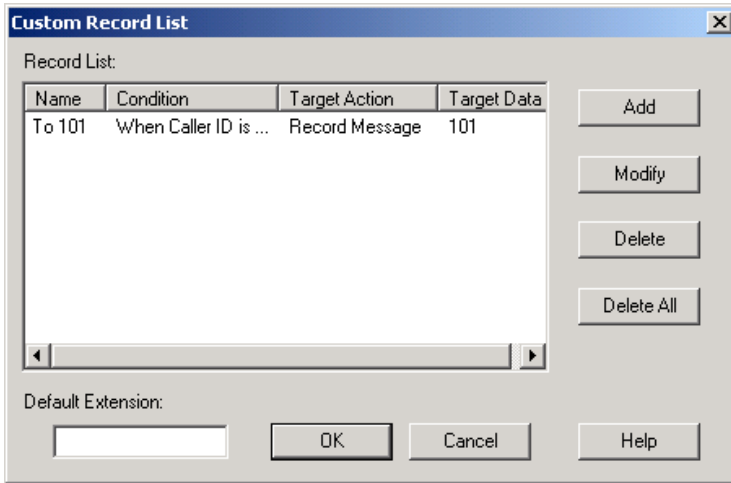 Custom Record List
Record List:
Name Condition Target Action Target Data
To 101 When Caller ID is ... Record Message 101
Add
Modify
Delete
Delete All
Default Extension:
OK Cancel Help